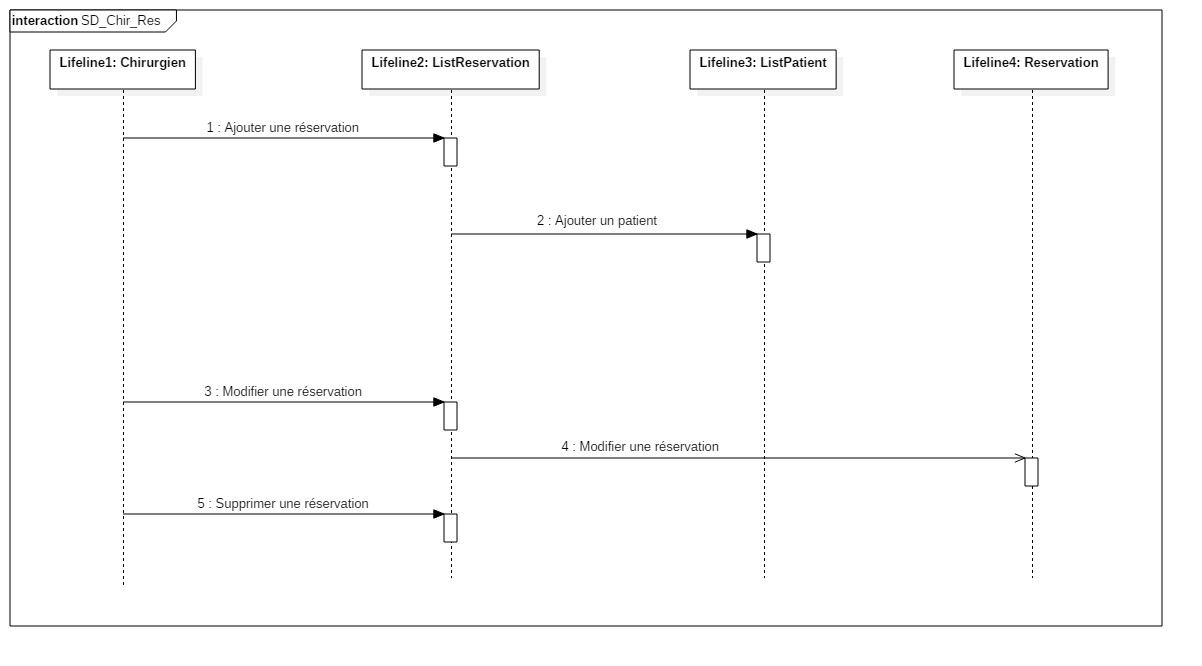 interaction SD_Chir_Res
Lifeline1: Chirurgien
Lifeline2: ListReservation
Lifeline3: ListPatient
Lifeline4: Reservation
1 : Ajouter une réservation
2 : Ajouter un patient
3 : Modifier une réservation
4 : Modifier une réservation
5 : Supprimer une réservation